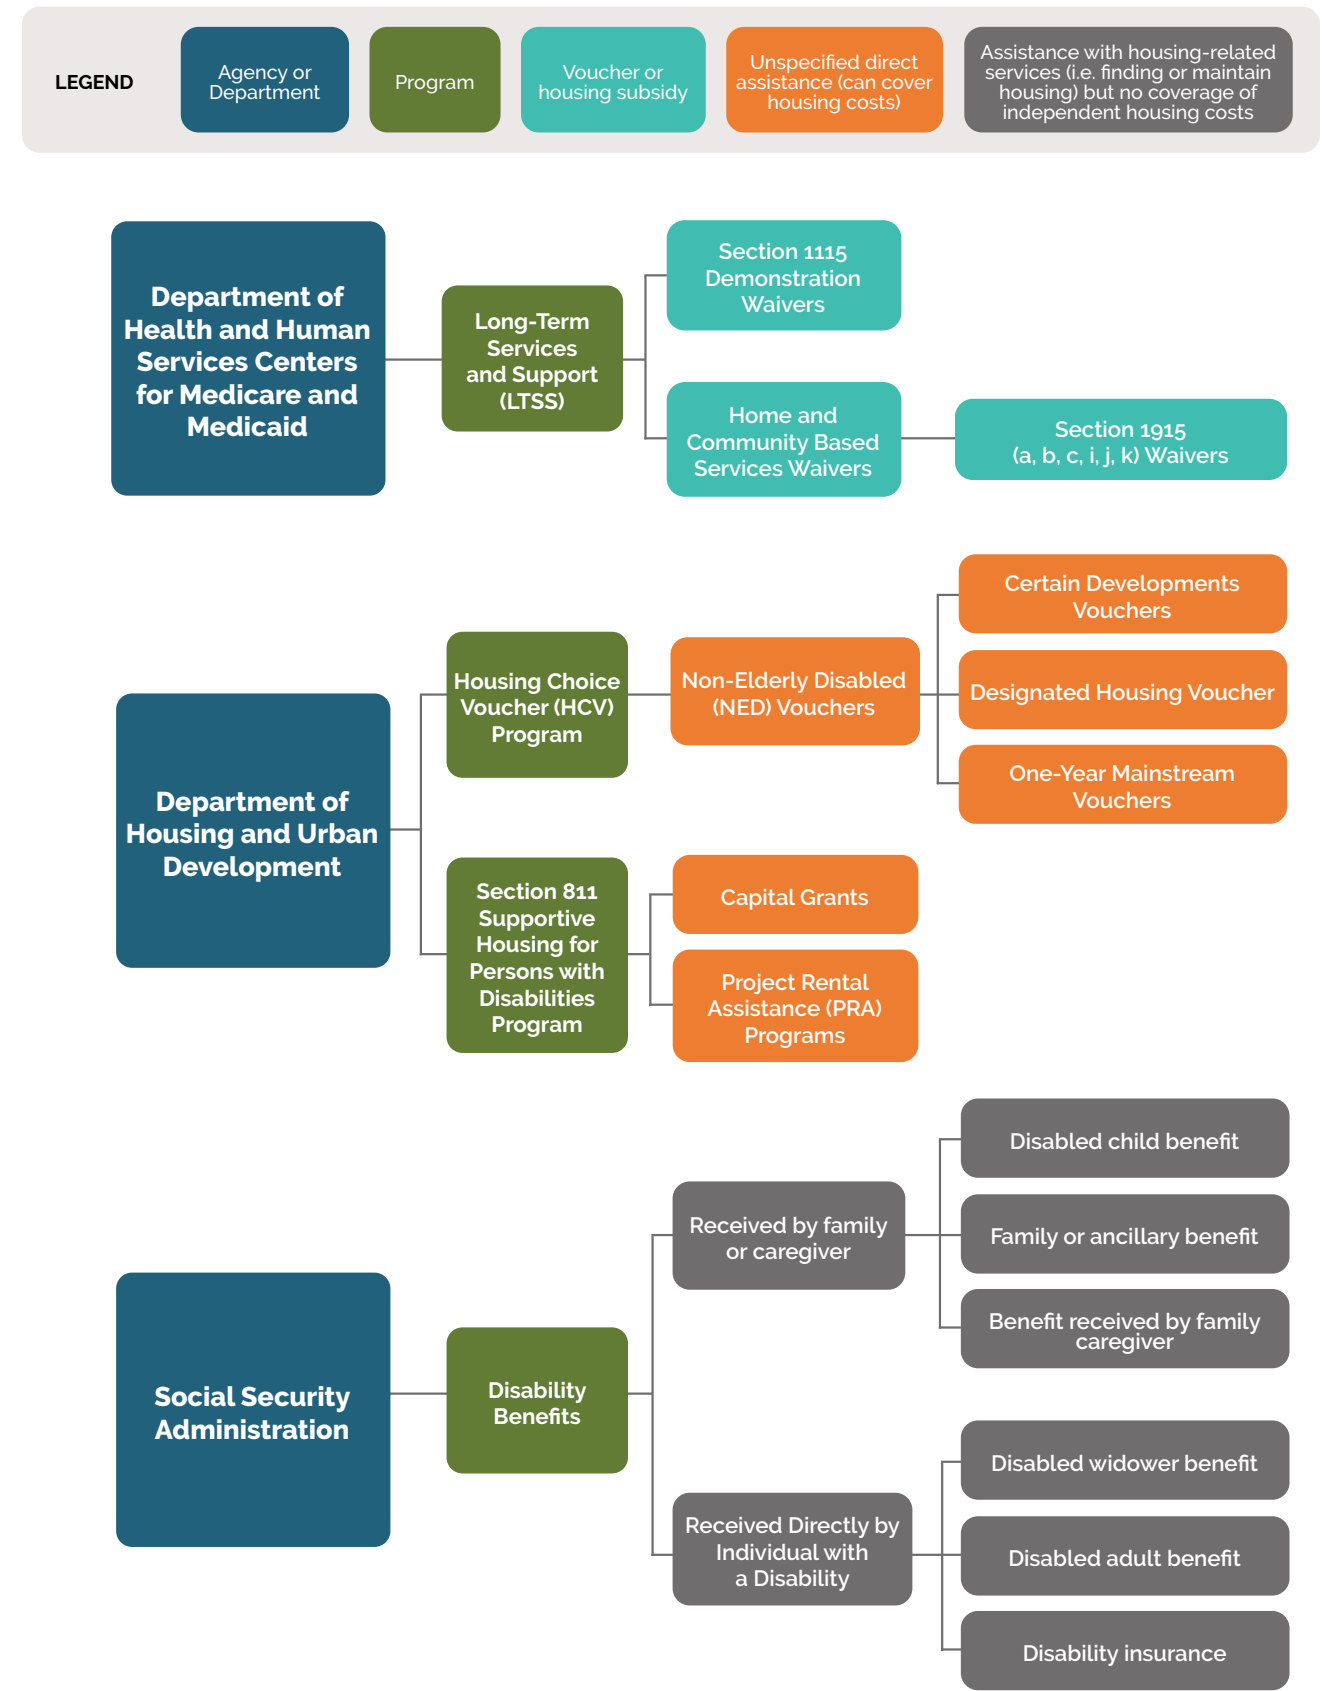 LEGEND
Agency or
Department
Program
Voucher or
housing subsidy
Unspecified direct
assistance (can cover
housing costs)
Assistance with housing-related
services (i.e. finding or maintain
housing) but no coverage of
independent housing costs
Department of
Health and Human
Services Centers
for Medicare and
Medicaid
Long-Term
Services
and Support
(LTSS)
Section 1115
Demonstration
Waivers
Home and
Community Based
Services Waivers
Section 1915
(a, b, c, i, j, k) Waivers
Department of
Housing and Urban
Development
Housing Choice
Voucher (HCV)
Program
Non-Elderly Disabled
(NED) Vouchers
Certain Developments
Vouchers
Designated Housing Voucher
One-Year Mainstream
Vouchers
Section 811
Supportive
Housing for
Persons with
Disabilities
Program
Capital Grants
Project Rental
Assistance (PRA)
Programs
Social Security
Administration
Disability
Benefits
Received by family
or caregiver
Disabled child benefit
Family or ancillary benefit
Benefit received by family
caregiver
Received Directly by
Individual with
a Disability
Disabled widower benefit
Disabled adult benefit
Disability insurance